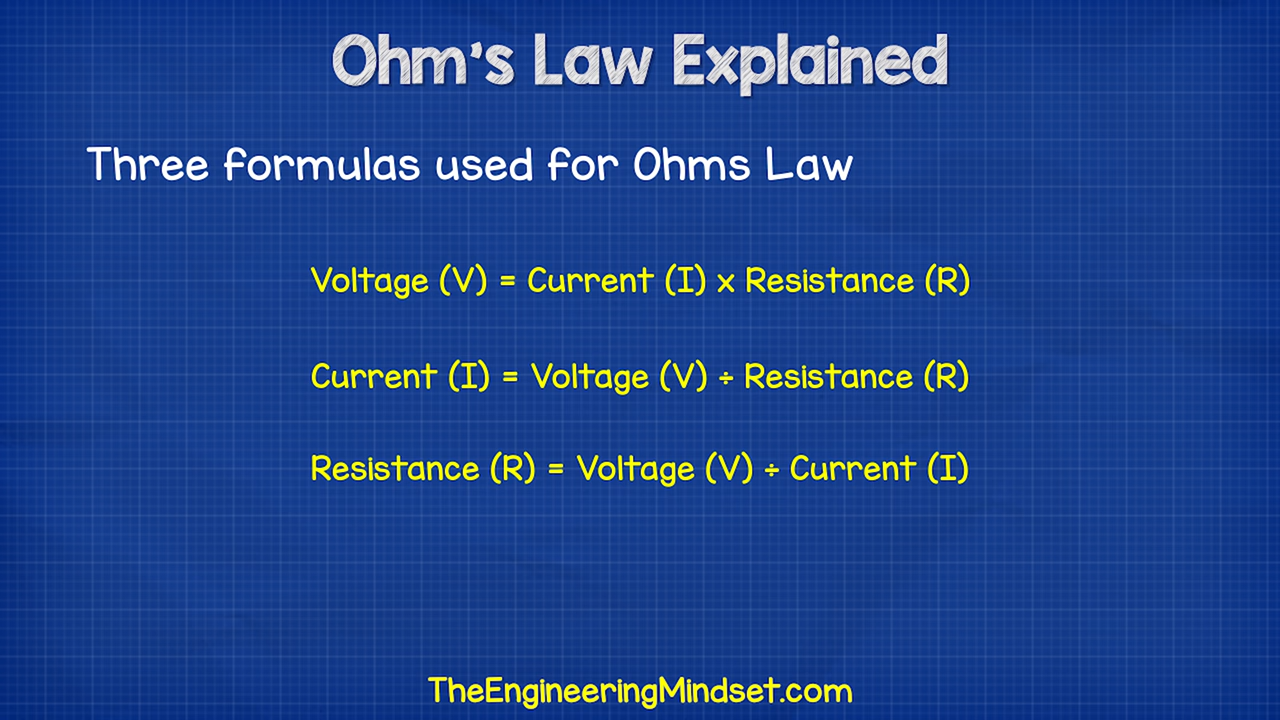 Ohm's Law Explained
Three formulas used for Ohms Law
Voltage (V) = Current (I) x Resistance (R)
Current (I) = Voltage (V) ÷ Resistance (R)
Resistance (R) = Voltage (V) ÷ Current (I)
TheEngineeringMindset.com